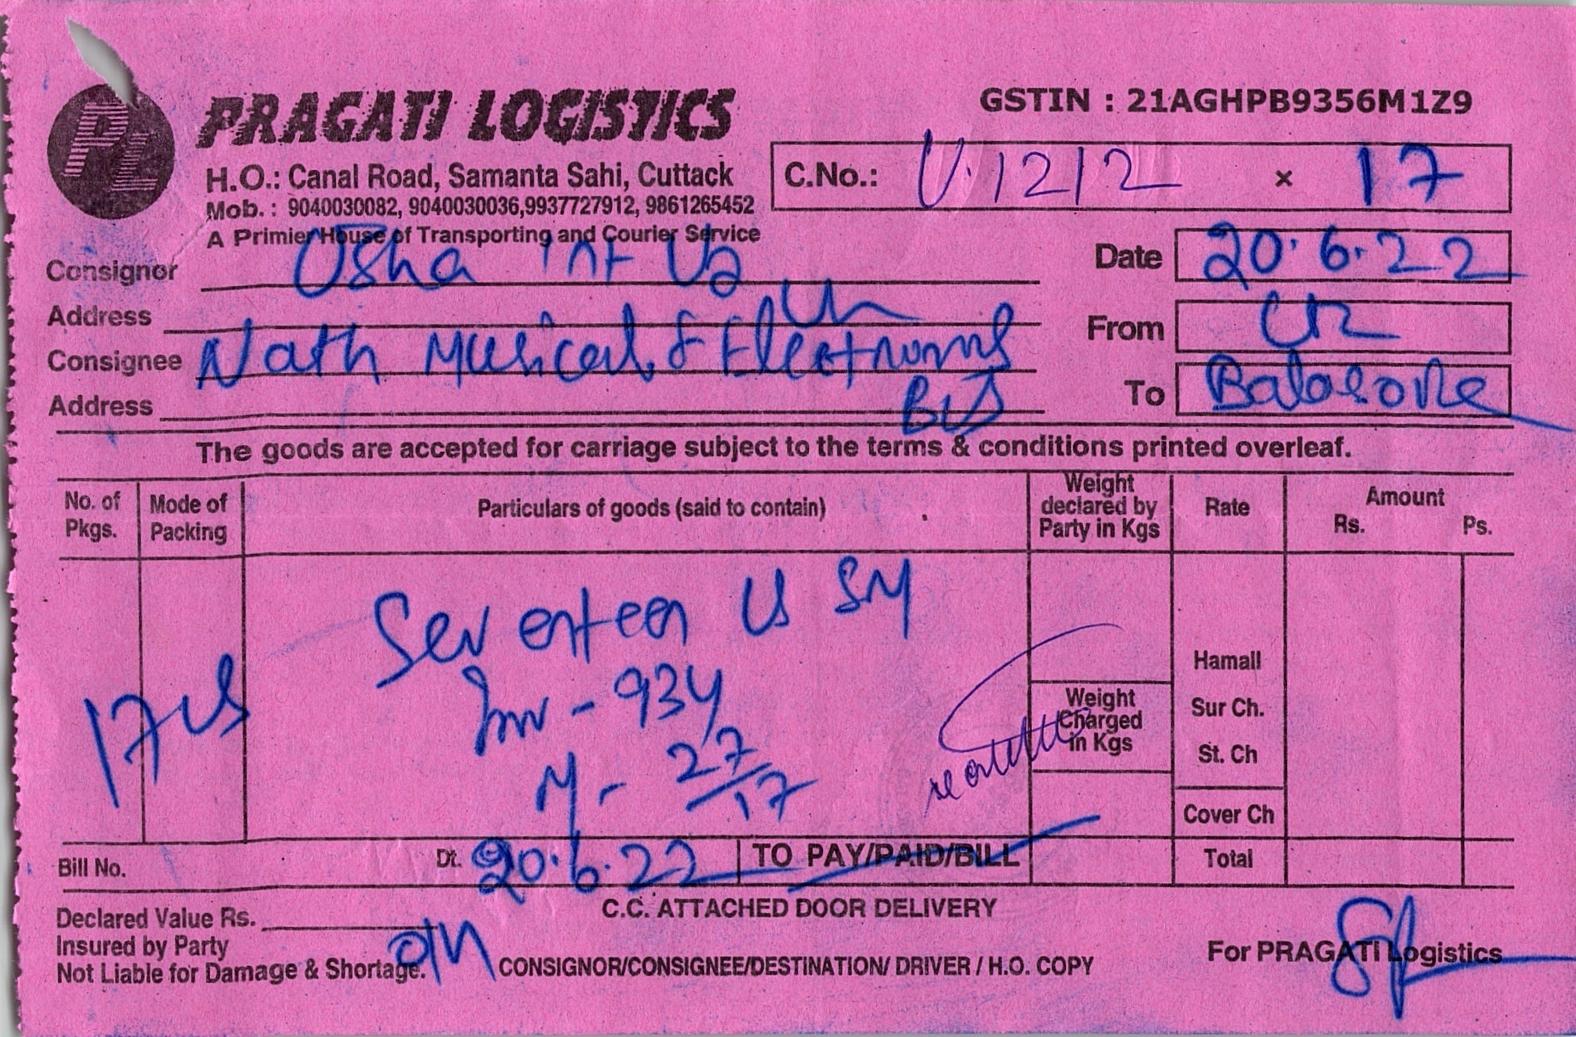 PL
PRAGATI LOGISTICS
GSTIN : 21AGHPB9356M1Z9
H.O.: Canal Road, Samanta Sahi, Cuttack
Mob. : 9040030082, 9040030036,9937727912, 9861265452
A Primier House of Transporting and Courier Service
C.No.: U.1212 x 17
Consignor Usha Int
Date 20.6.22
Address
From
Consignee Nath Musical & Electronics
Address
To Balasore
The goods are accepted for carriage subject to the terms & conditions printed overleaf.
No. of Pkgs.
Mode of Packing
Particulars of goods (said to contain)
Weight declared by Party in Kgs
Rate
Amount
Rs. Ps.
Seventeen
Inv - 934
M - 27/17
17
Weight Charged in Kgs
Hamall
Sur Ch.
St. Ch
Cover Ch
Bill No.
Dt. 20.6.22
TO PAY/PAID/BILL
Total
Declared Value Rs.
Insured by Party
Not Liable for Damage & Shortage.
C.C. ATTACHED DOOR DELIVERY
CONSIGNOR/CONSIGNEE/DESTINATION/ DRIVER / H.O. COPY
For PRAGATI Logistics